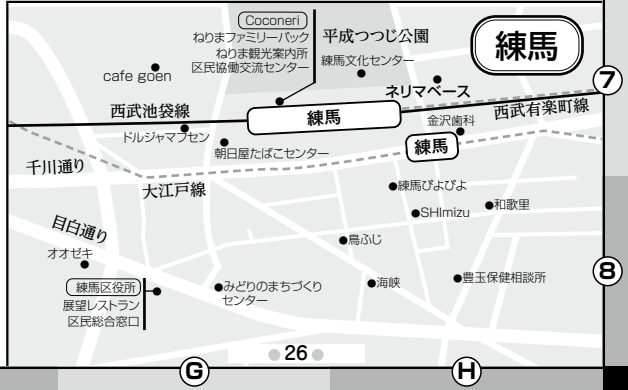 Coconeri
ねりまファミリーパック
ねりま観光案内所
区民協働交流センター
平成つつじ公園
練馬文化センター
練馬
cafe goen
ネリマベース
⑦
西武池袋線
練馬
金沢歯科
西武有楽町線
ドルジャマプセン
朝日屋たばこセンター
練馬
千川通り
大江戸線
練馬ぴよぴよ
SHImizu
和歌里
目白通り
鳥ふじ
オオゼキ
海峡
豊玉保健相談所
⑧
練馬区役所
展望レストラン
区民総合窓口
みどりのまちづくり
センター
26
G
H